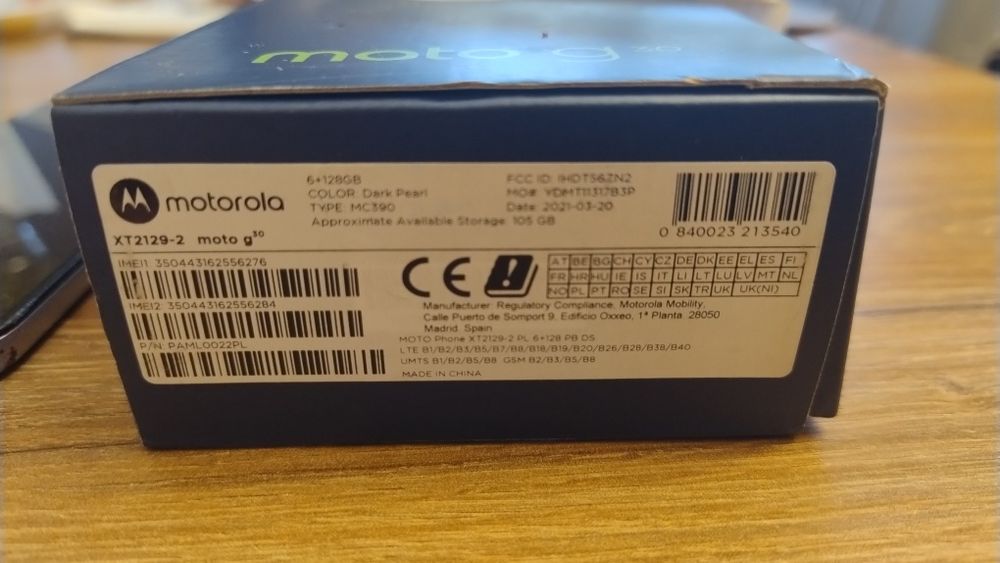 moto g 30
motorola
6+128GB
COLOR: Dark Pearl
TYPE: MC390
Approximate Available Storage: 105 GB
FCC ID: IHDT56ZN2
MO#: YDMT11317B3P
Date: 2021-03-20
0 840023 213540
XT2129-2 moto g30
IMEI1: 350443162556276
IMEI2: 350443162556284
P/N: PAML0022PL
CE
AT BE BG CH CY CZ DE DK EE EL ES FI
FR HR HU IE IS IT LI LT LU LV MT NL
NO PL PT RO SE SI SK TR UK UK(NI)
Manufacturer: Regulatory Compliance, Motorola Mobility,
Calle Puerto de Somport 9, Edificio Oxxeo, 1ª Planta. 28050
Madrid. Spain
MOTO Phone XT2129-2 PL 6+128 PB DS
LTE B1/B2/B3/B5/B7/B8/B18/B19/B20/B26/B28/B38/B40
UMTS B1/B2/B5/B8 GSM B2/B3/B5/B8
MADE IN CHINA